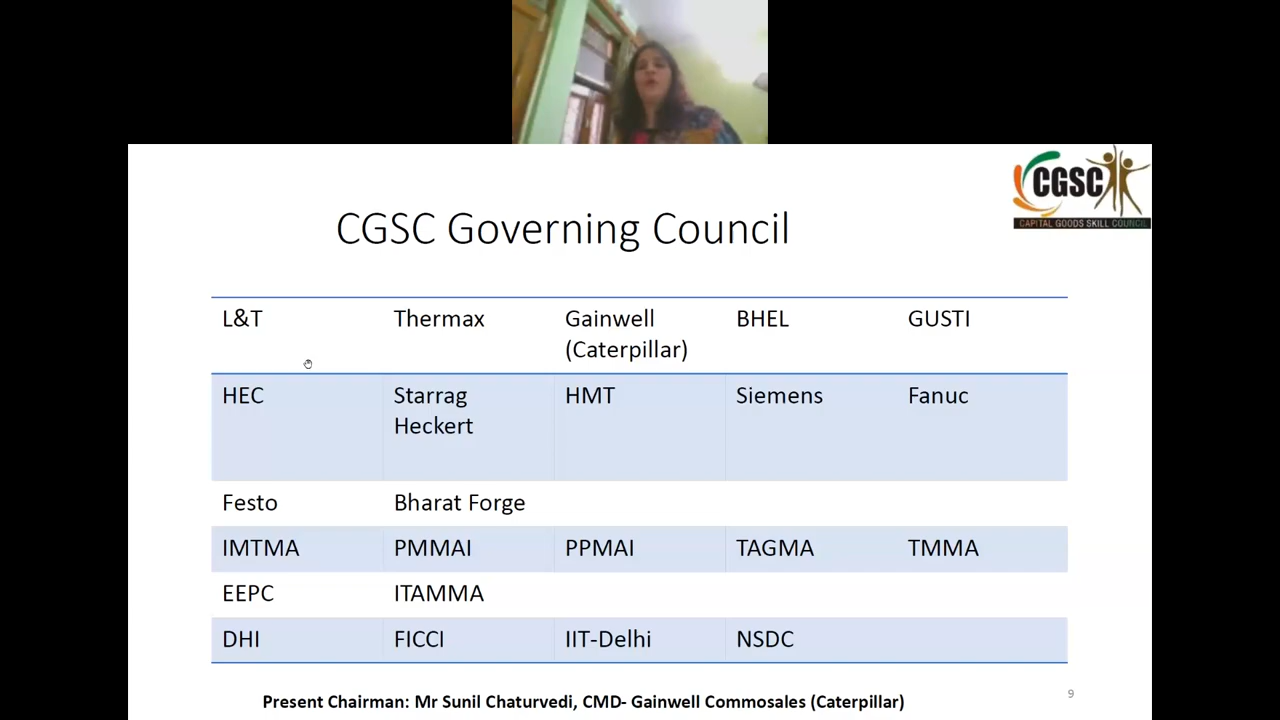 CGSC
CAPITAL GOODS SKILL COUNCIL
CGSC Governing Council
L&T Thermax Gainwell (Caterpillar) BHEL GUSTI
HEC Starrag Heckert HMT Siemens Fanuc
Festo Bharat Forge
IMTMA PMMAI PPMAI TAGMA TMMA
EEPC ITAMMA
DHI FICCI IIT-Delhi NSDC
Present Chairman: Mr Sunil Chaturvedi, CMD- Gainwell Commosales (Caterpillar)
9